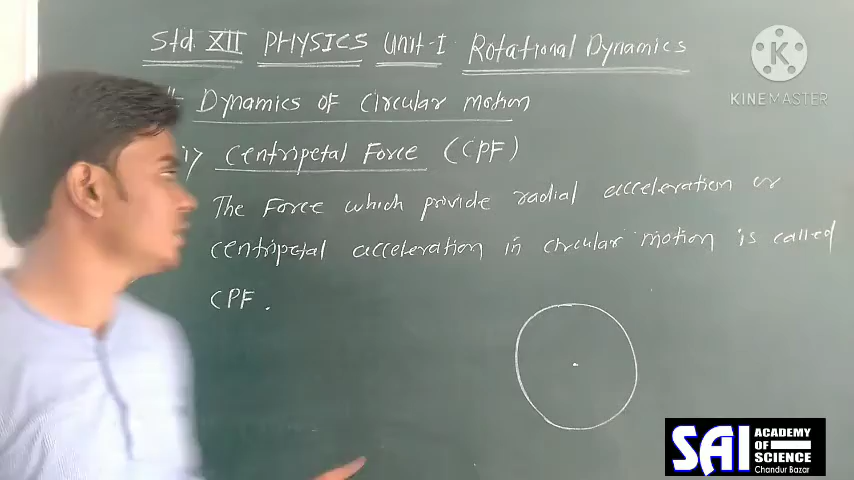 Std XII PHYSICS Unit-I Rotational Dynamics
KINEMASTER
Dynamics of circular motion
i) Centripetal Force (CPF)
The Force which provide radial acceleration or
centripetal acceleration in circular motion is called
CPF.
SAI ACADEMY
OF
SCIENCE
Chandur Bazar